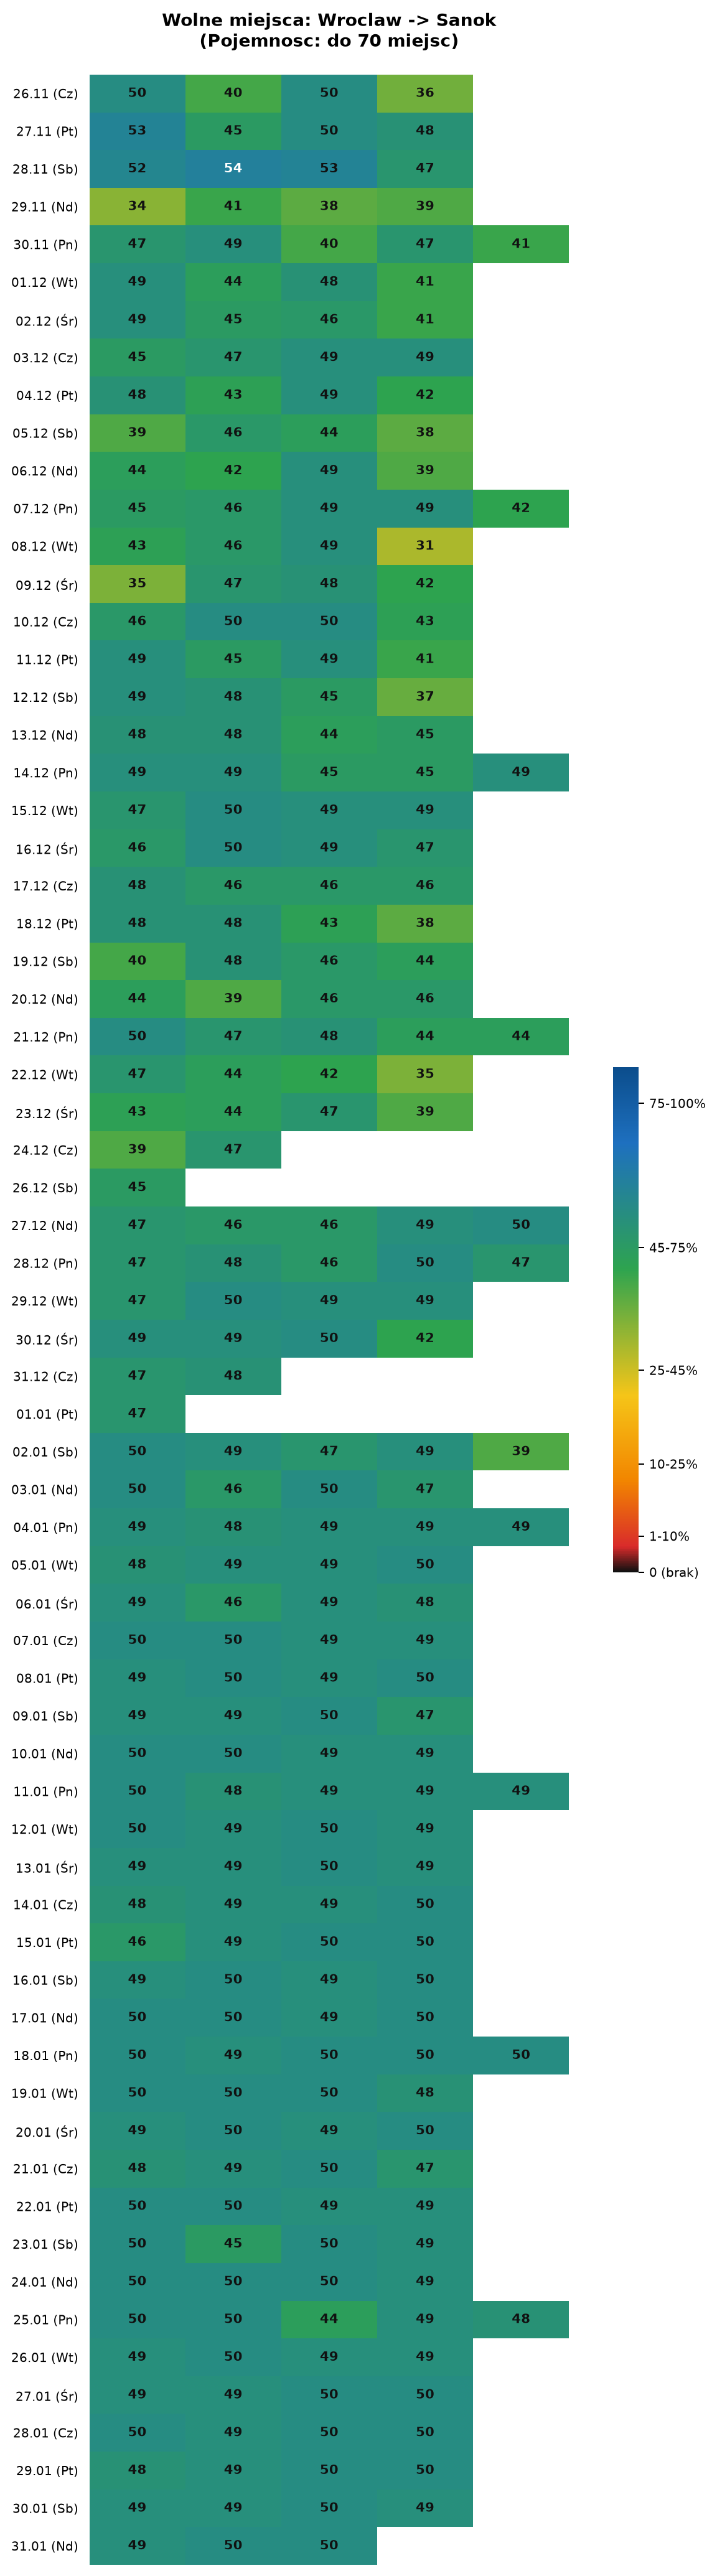 Wolne miejsca: Wroclaw -> Sanok
(Pojemnosc: do 70 miejsc)
26.11 (Cz) 50 40 50 36
27.11 (Pt) 53 45 50 48
28.11 (Sb) 52 54 53 47
29.11 (Nd) 34 41 38 39
30.11 (Pn) 47 49 40 47 41
01.12 (Wt) 49 44 48 41
02.12 (Śr) 49 45 46 41
03.12 (Cz) 45 47 49 49
04.12 (Pt) 48 43 49 42
05.12 (Sb) 39 46 44 38
06.12 (Nd) 44 42 49 39
07.12 (Pn) 45 46 49 49 42
08.12 (Wt) 43 46 49 31
09.12 (Śr) 35 47 48 42
10.12 (Cz) 46 50 50 43
11.12 (Pt) 49 45 49 41
12.12 (Sb) 49 48 45 37
13.12 (Nd) 48 48 44 45
14.12 (Pn) 49 49 45 45 49
15.12 (Wt) 47 50 49 49
16.12 (Śr) 46 50 49 47
17.12 (Cz) 48 46 46 46
18.12 (Pt) 48 48 43 38
19.12 (Sb) 40 48 46 44
20.12 (Nd) 44 39 46 46
21.12 (Pn) 50 47 48 44 44
22.12 (Wt) 47 44 42 35
23.12 (Śr) 43 44 47 39
24.12 (Cz) 39 47
26.12 (Sb) 45
27.12 (Nd) 47 46 46 49 50
28.12 (Pn) 47 48 46 50 47
29.12 (Wt) 47 50 49 49
30.12 (Śr) 49 49 50 42
31.12 (Cz) 47 48
01.01 (Pt) 47
02.01 (Sb) 50 49 47 49 39
03.01 (Nd) 50 46 50 47
04.01 (Pn) 49 48 49 49 49
05.01 (Wt) 48 49 49 50
06.01 (Śr) 49 46 49 48
07.01 (Cz) 50 50 49 49
08.01 (Pt) 49 50 49 50
09.01 (Sb) 49 49 50 47
10.01 (Nd) 50 50 49 49
11.01 (Pn) 50 48 49 49 49
12.01 (Wt) 50 49 50 49
13.01 (Śr) 49 49 50 49
14.01 (Cz) 48 49 49 50
15.01 (Pt) 46 49 50 50
16.01 (Sb) 49 50 49 50
17.01 (Nd) 50 50 49 50
18.01 (Pn) 50 49 50 50 50
19.01 (Wt) 50 50 50 48
20.01 (Śr) 49 50 49 50
21.01 (Cz) 48 49 50 47
22.01 (Pt) 50 50 49 49
23.01 (Sb) 50 45 50 49
24.01 (Nd) 50 50 50 49
25.01 (Pn) 50 50 44 49 48
26.01 (Wt) 49 50 49 49
27.01 (Śr) 49 49 50 50
28.01 (Cz) 50 49 50 50
29.01 (Pt) 48 49 50 50
30.01 (Sb) 49 49 50 49
31.01 (Nd) 49 50 50
75-100%
45-75%
25-45%
10-25%
1-10%
0 (brak)